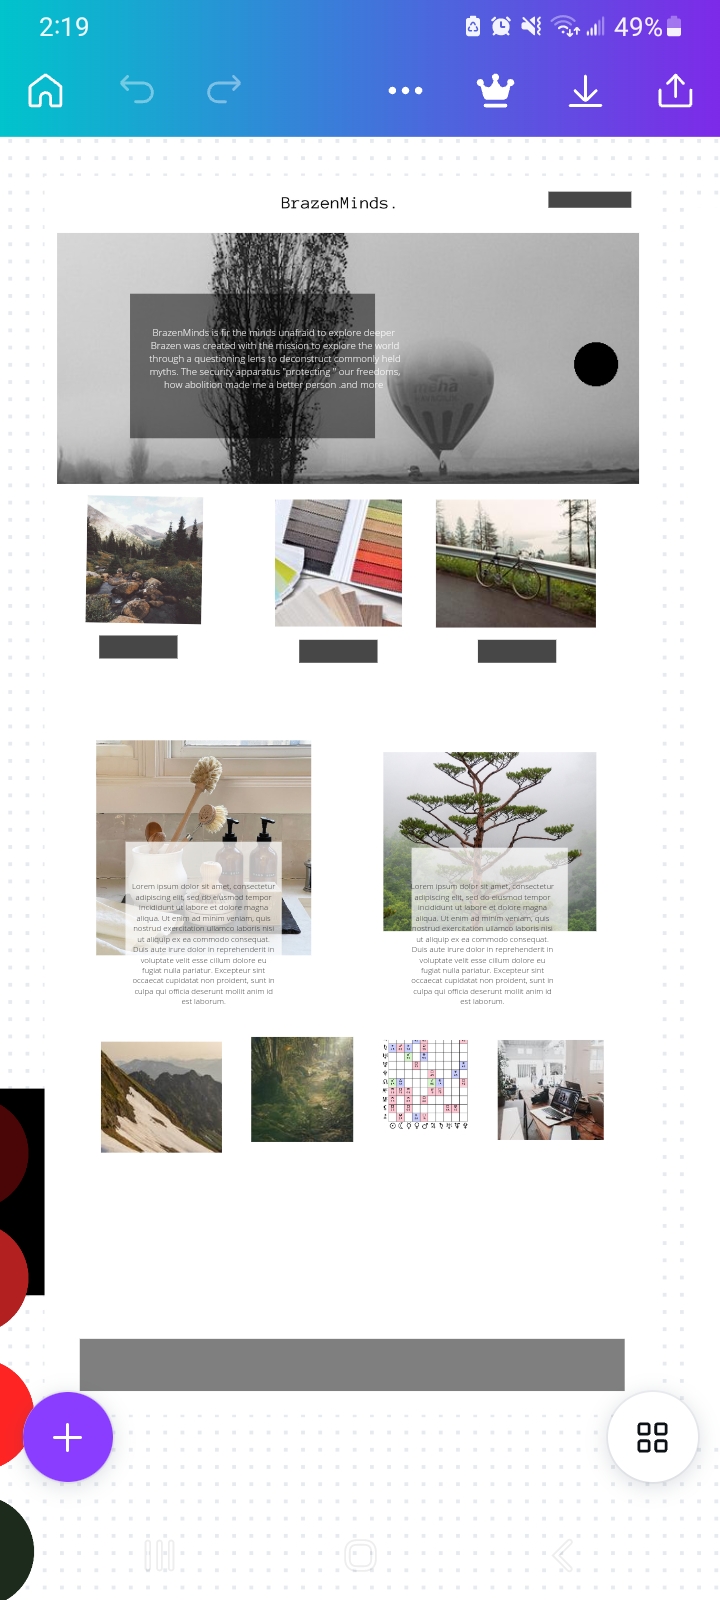 2:19
49%
BrazenMinds.
BrazenMinds is fir the minds unafraid to explore deeper
Brazen was created with the mission to explore the world
through a questioning lens to deconstruct commonly held
myths. The security apparatus "protecting " our freedoms,
how abolition made me a better person .and more
Lorem ipsum dolor sit amet, consectetur
adipiscing elit, sed do eiusmod tempor
incididunt ut labore et dolore magna
aliqua. Ut enim ad minim veniam, quis
nostrud exercitation ullamco laboris nisi
ut aliquip ex ea commodo consequat.
Duis aute irure dolor in reprehenderit in
voluptate velit esse cillum dolore eu
fugiat nulla pariatur. Excepteur sint
occaecat cupidatat non proident, sunt in
culpa qui officia deserunt mollit anim id
est laborum.
Lorem ipsum dolor sit amet, consectetur
adipiscing elit, sed do eiusmod tempor
incididunt ut labore et dolore magna
aliqua. Ut enim ad minim veniam, quis
nostrud exercitation ullamco laboris nisi
ut aliquip ex ea commodo consequat.
Duis aute irure dolor in reprehenderit in
voluptate velit esse cillum dolore eu
fugiat nulla pariatur. Excepteur sint
occaecat cupidatat non proident, sunt in
culpa qui officia deserunt mollit anim id
est laborum.